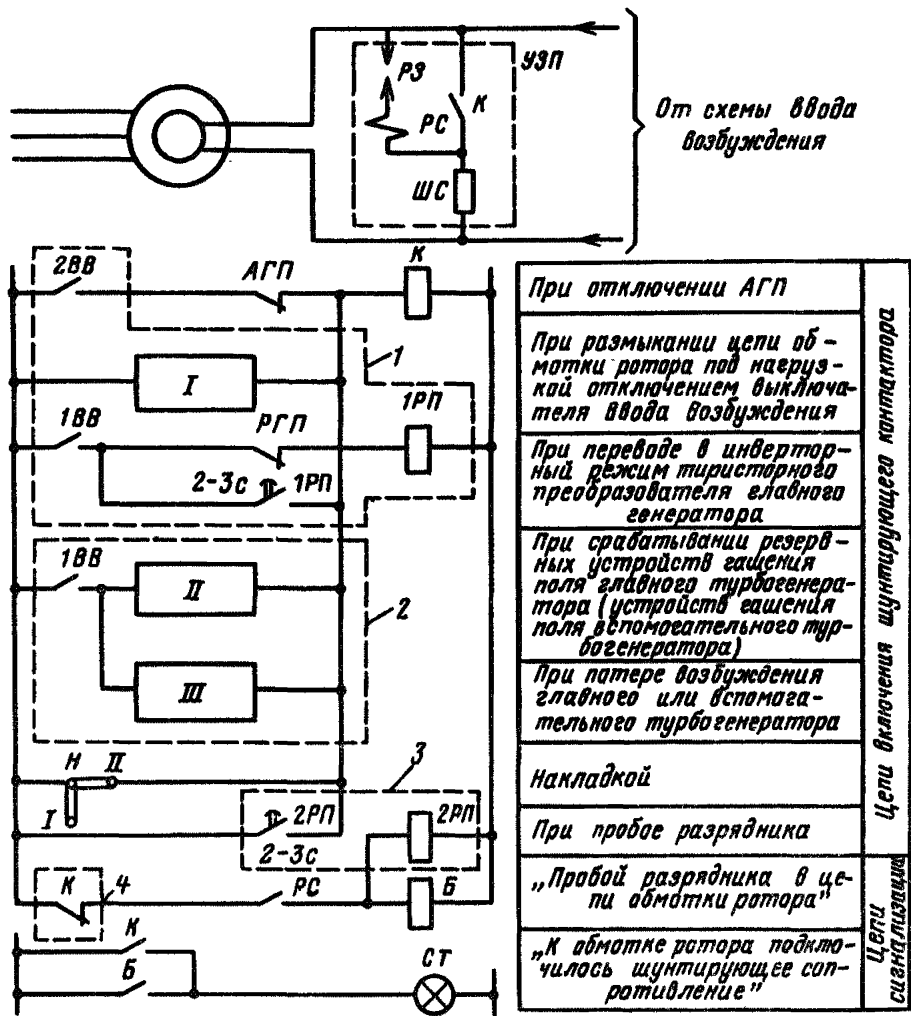 РЗ
УЗП
К
РС
ШС
От схемы ввода
возбуждения
2ВВ
АГП
К
1
I
1ВВ
РГП
1РП
2-3с
1РП
1ВВ
II
2
III
Н
II
I
3
2РП
2РП
2-3с
К
4
РС
Б
К
Б
СТ
При отключении АГП
При размыкании цепи об-
мотки ротора под нагруз-
кой отключением выключа-
теля ввода возбуждения
При переводе в инвертор-
ный режим тиристорного
преобразователя главного
генератора
При срабатывании резерв-
ных устройств гашения
поля главного турбогенера-
тора (устройств гашения
поля вспомогательного тур-
богенератора)
При потере возбуждения
главного или вспомага-
тельного турбогенератора
Накладкой
При пробое разрядника
Цепи включения шунтирующего контактора
„Пробой разрядника в це-
пи обмотки ротора”
„К обмотке ротора подклю-
чилось шунтирующее соп-
ротивление”
Цепи
сигнализации